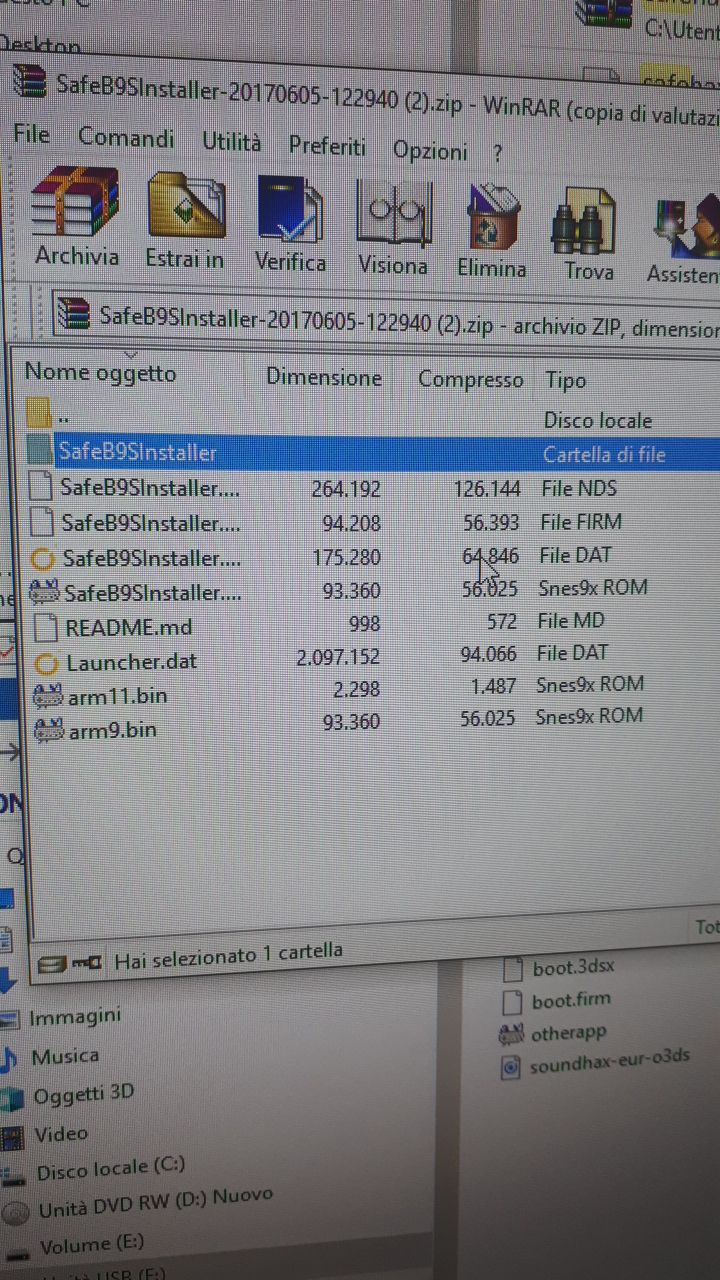 Desktop
C:\Utent
SafeB9SInstaller-20170605-122940 (2).zip - WinRAR (copia di valutazi
File Comandi Utilità Preferiti Opzioni ?
Archivia Estrai in Verifica Visiona Elimina Trova Assisten
SafeB9SInstaller-20170605-122940 (2).zip - archivio ZIP, dimension
Nome oggetto Dimensione Compresso Tipo
.. Disco locale
SafeB9SInstaller Cartella di file
SafeB9SInstaller.... 264.192 126.144 File NDS
SafeB9SInstaller.... 94.208 56.393 File FIRM
SafeB9SInstaller.... 175.280 64.846 File DAT
SafeB9SInstaller.... 93.360 56.025 Snes9x ROM
README.md 998 572 File MD
Launcher.dat 2.097.152 94.066 File DAT
arm11.bin 2.298 1.487 Snes9x ROM
arm9.bin 93.360 56.025 Snes9x ROM
Hai selezionato 1 cartella Tot
boot.3dsx
boot.firm
otherapp
soundhax-eur-o3ds
Immagini
Musica
Oggetti 3D
Video
Disco locale (C:)
Unità DVD RW (D:) Nuovo
Volume (E:)
Unità USB (F:)